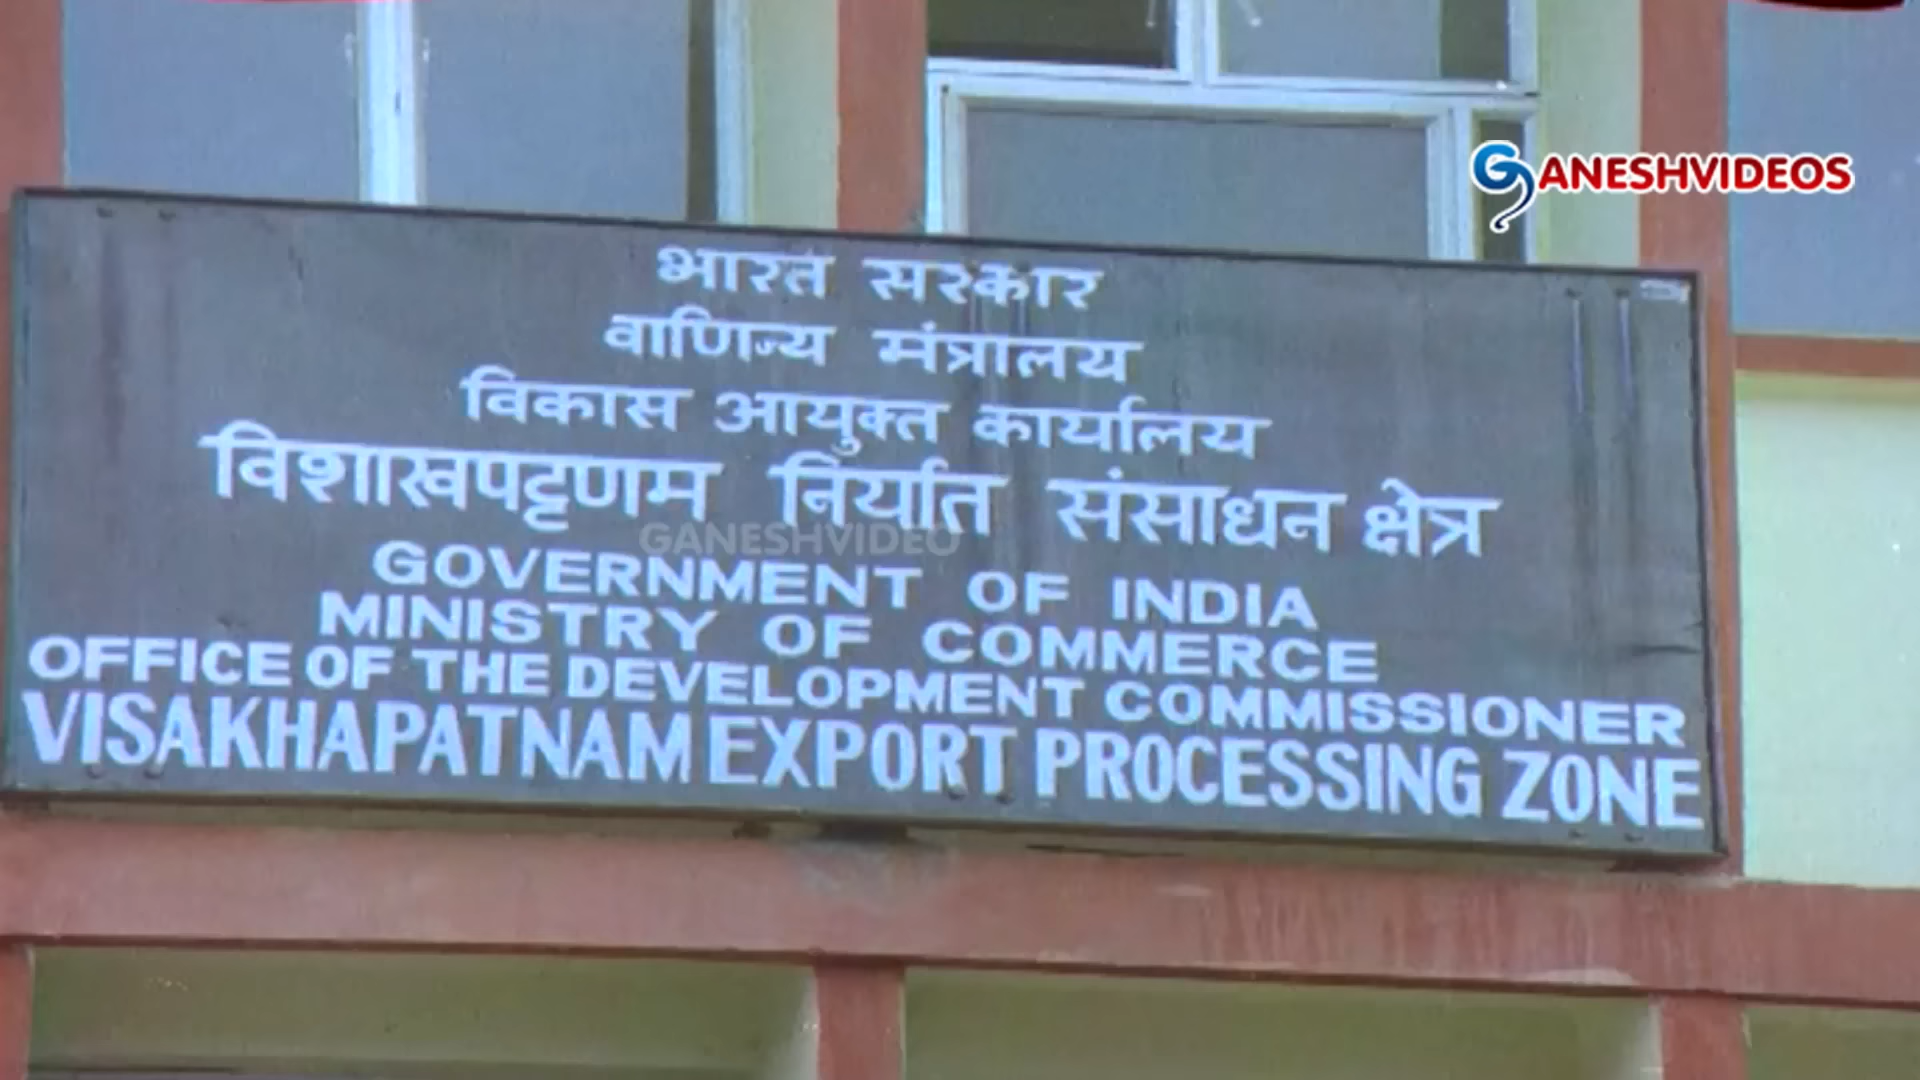 GANESHVIDEOS
भारत सरकार
वाणिज्य मंत्रालय
विकास आयुक्त कार्यालय
विशाखपट्टणम निर्यात संसाधन क्षेत्र
GANESHVIDEO
GOVERNMENT OF INDIA
MINISTRY OF COMMERCE
OFFICE OF THE DEVELOPMENT COMMISSIONER
VISAKHAPATNAM EXPORT PROCESSING ZONE